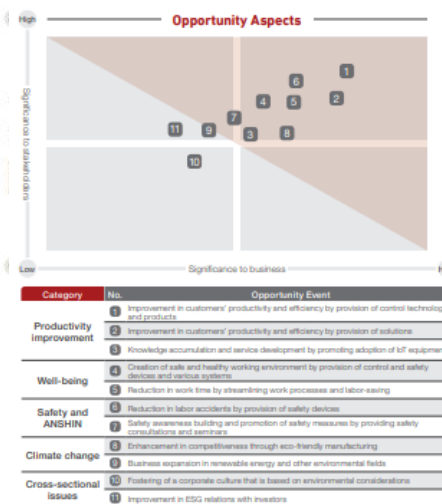 High
Opportunity Aspects
Significance to stakeholders
1
6
2
4
5
7
11
9
3
8
10
Low
Significance to business
Category No. Opportunity Event
Productivity improvement
1 Improvement in customers' productivity and efficiency by provision of control technolog
and products
2 Improvement in customers' productivity and efficiency by provision of solutions
3 Knowledge accumulation and service development by promoting adoption of IoT equipmen
Well-being
4 Creation of safe and healthy working environment by provision of control and safety
devices and various systems
5 Reduction in work time by streamlining work processes and labor-saving
Safety and ANSHIN
6 Reduction in labor accidents by provision of safety devices
7 Safety awareness building and promotion of safety measures by providing safety
consultations and seminars
Climate change
8 Enhancement in competitiveness through eco-friendly manufacturing
9 Business expansion in renewable energy and other environmental fields
Cross-sectional issues
10 Fostering of a corporate culture that is based on environmental considerations
11 Improvement in ESG relations with investors